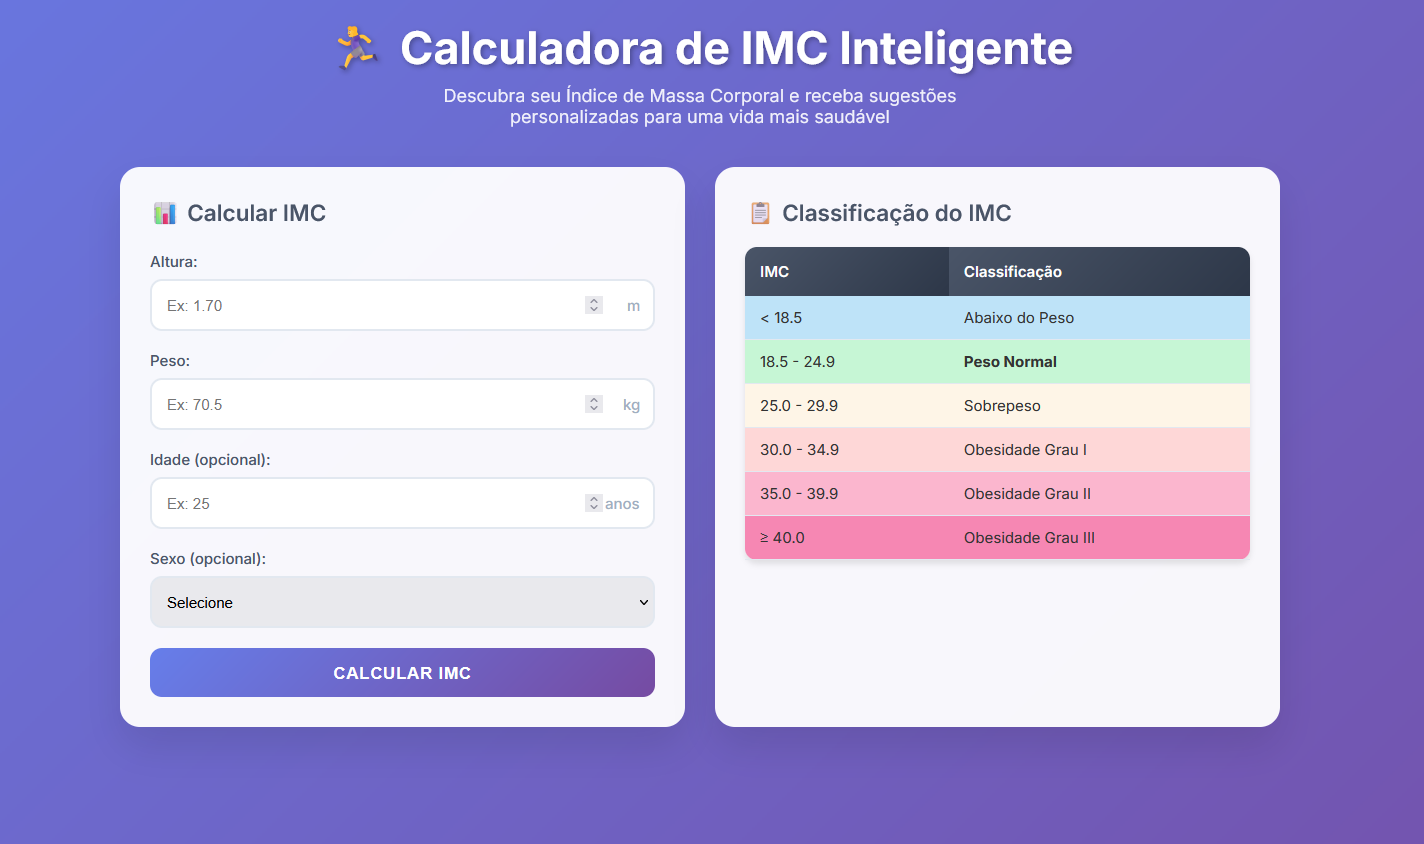 Calculadora de IMC Inteligente
Descubra seu Índice de Massa Corporal e receba sugestões
personalizadas para uma vida mais saudável
Calcular IMC
Altura:
Ex: 1.70 m
Peso:
Ex: 70.5 kg
Idade (opcional):
Ex: 25 anos
Sexo (opcional):
Selecione
CALCULAR IMC
Classificação do IMC
IMC Classificação
< 18.5 Abaixo do Peso
18.5 - 24.9 Peso Normal
25.0 - 29.9 Sobrepeso
30.0 - 34.9 Obesidade Grau I
35.0 - 39.9 Obesidade Grau II
≥ 40.0 Obesidade Grau III